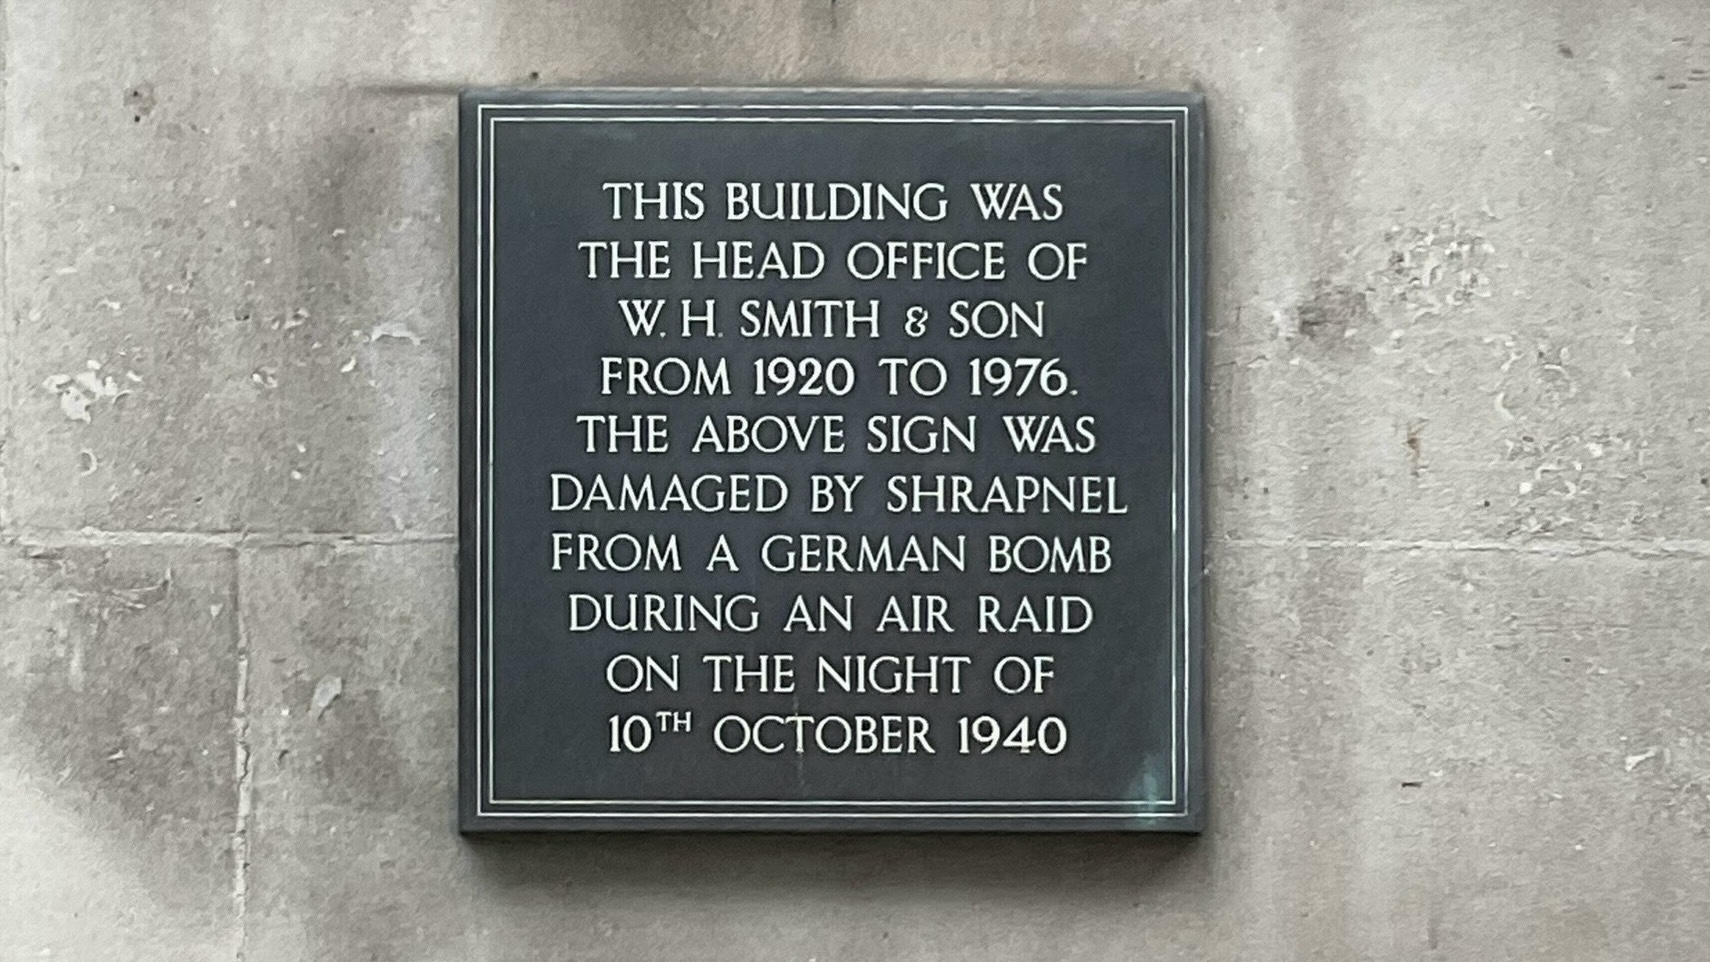 THIS BUILDING WAS
THE HEAD OFFICE OF
W. H. SMITH & SON
FROM 1920 TO 1976.
THE ABOVE SIGN WAS
DAMAGED BY SHRAPNEL
FROM A GERMAN BOMB
DURING AN AIR RAID
ON THE NIGHT OF
10TH OCTOBER 1940